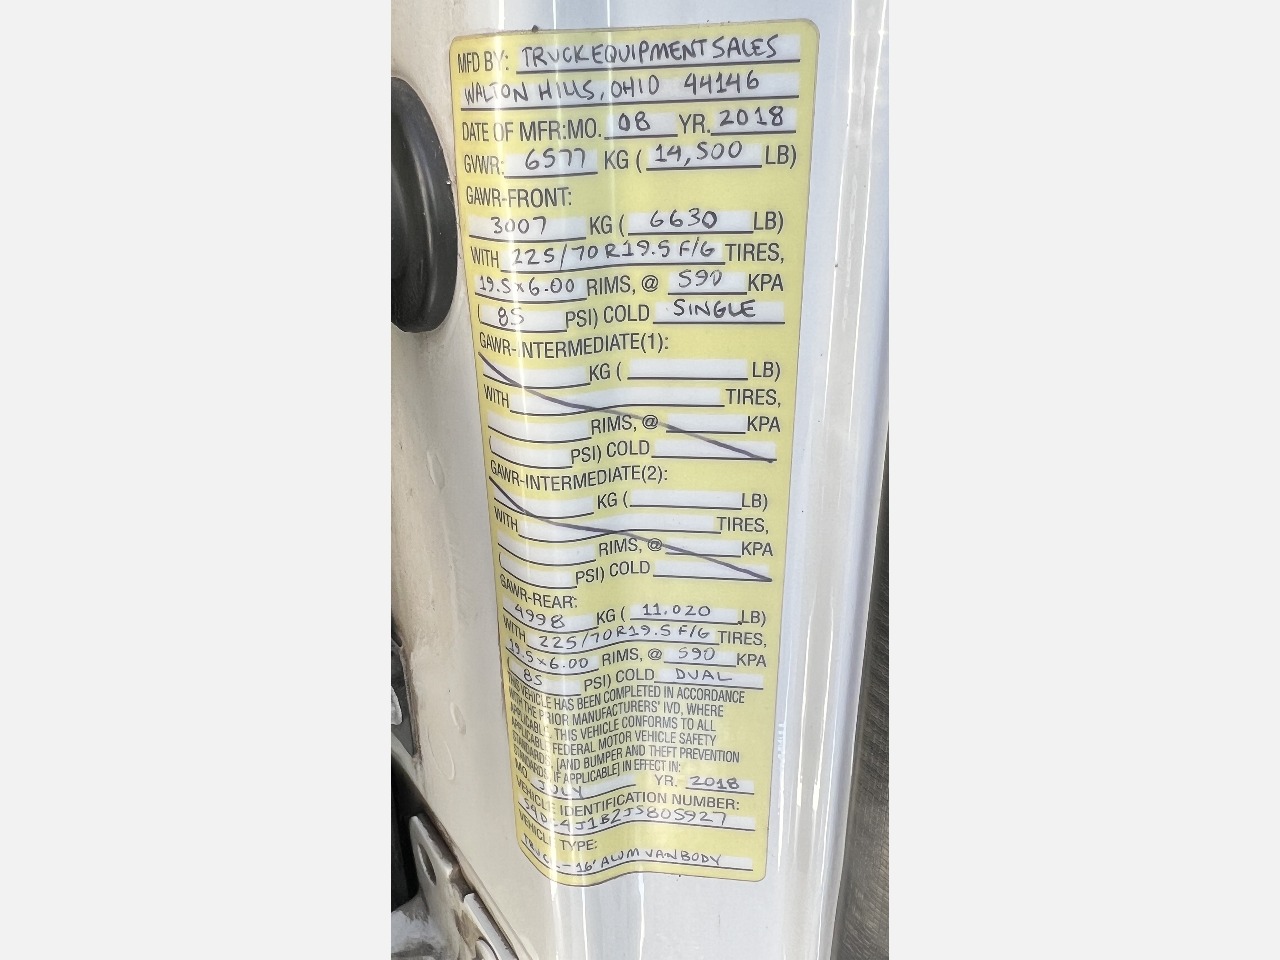 MFD BY: TRUCK EQUIPMENT SALES
WALTON HILLS, OHIO 44146
DATE OF MFR:MO. 08 YR. 2018
GVWR: 6577 KG ( 14,500 LB)
GAWR-FRONT:
3007 KG ( 6630 LB)
WITH 225/70R19.5 F/G TIRES,
19.5x6.00 RIMS, @ 590 KPA
( 85 PSI) COLD SINGLE
GAWR-INTERMEDIATE(1):
KG ( LB)
WITH TIRES,
RIMS, @ KPA
( PSI) COLD
GAWR-INTERMEDIATE(2):
KG ( LB)
WITH TIRES,
RIMS, @ KPA
( PSI) COLD
GAWR-REAR:
4998 KG ( 11.020 LB)
WITH 225/70R19.5 F/G TIRES,
19.5x6.00 RIMS, @ 590 KPA
( 85 PSI) COLD DUAL
THIS VEHICLE HAS BEEN COMPLETED IN ACCORDANCE
WITH THE PRIOR MANUFACTURERS' IVD, WHERE
APPLICABLE. THIS VEHICLE CONFORMS TO ALL
APPLICABLE FEDERAL MOTOR VEHICLE SAFETY
STANDARDS, [AND BUMPER AND THEFT PREVENTION
STANDARDS, IF APPLICABLE] IN EFFECT IN:
MO. JULY YR. 2018
VEHICLE IDENTIFICATION NUMBER:
VEHICLE TYPE:
TRUCK - 16' ALUM VAN BODY